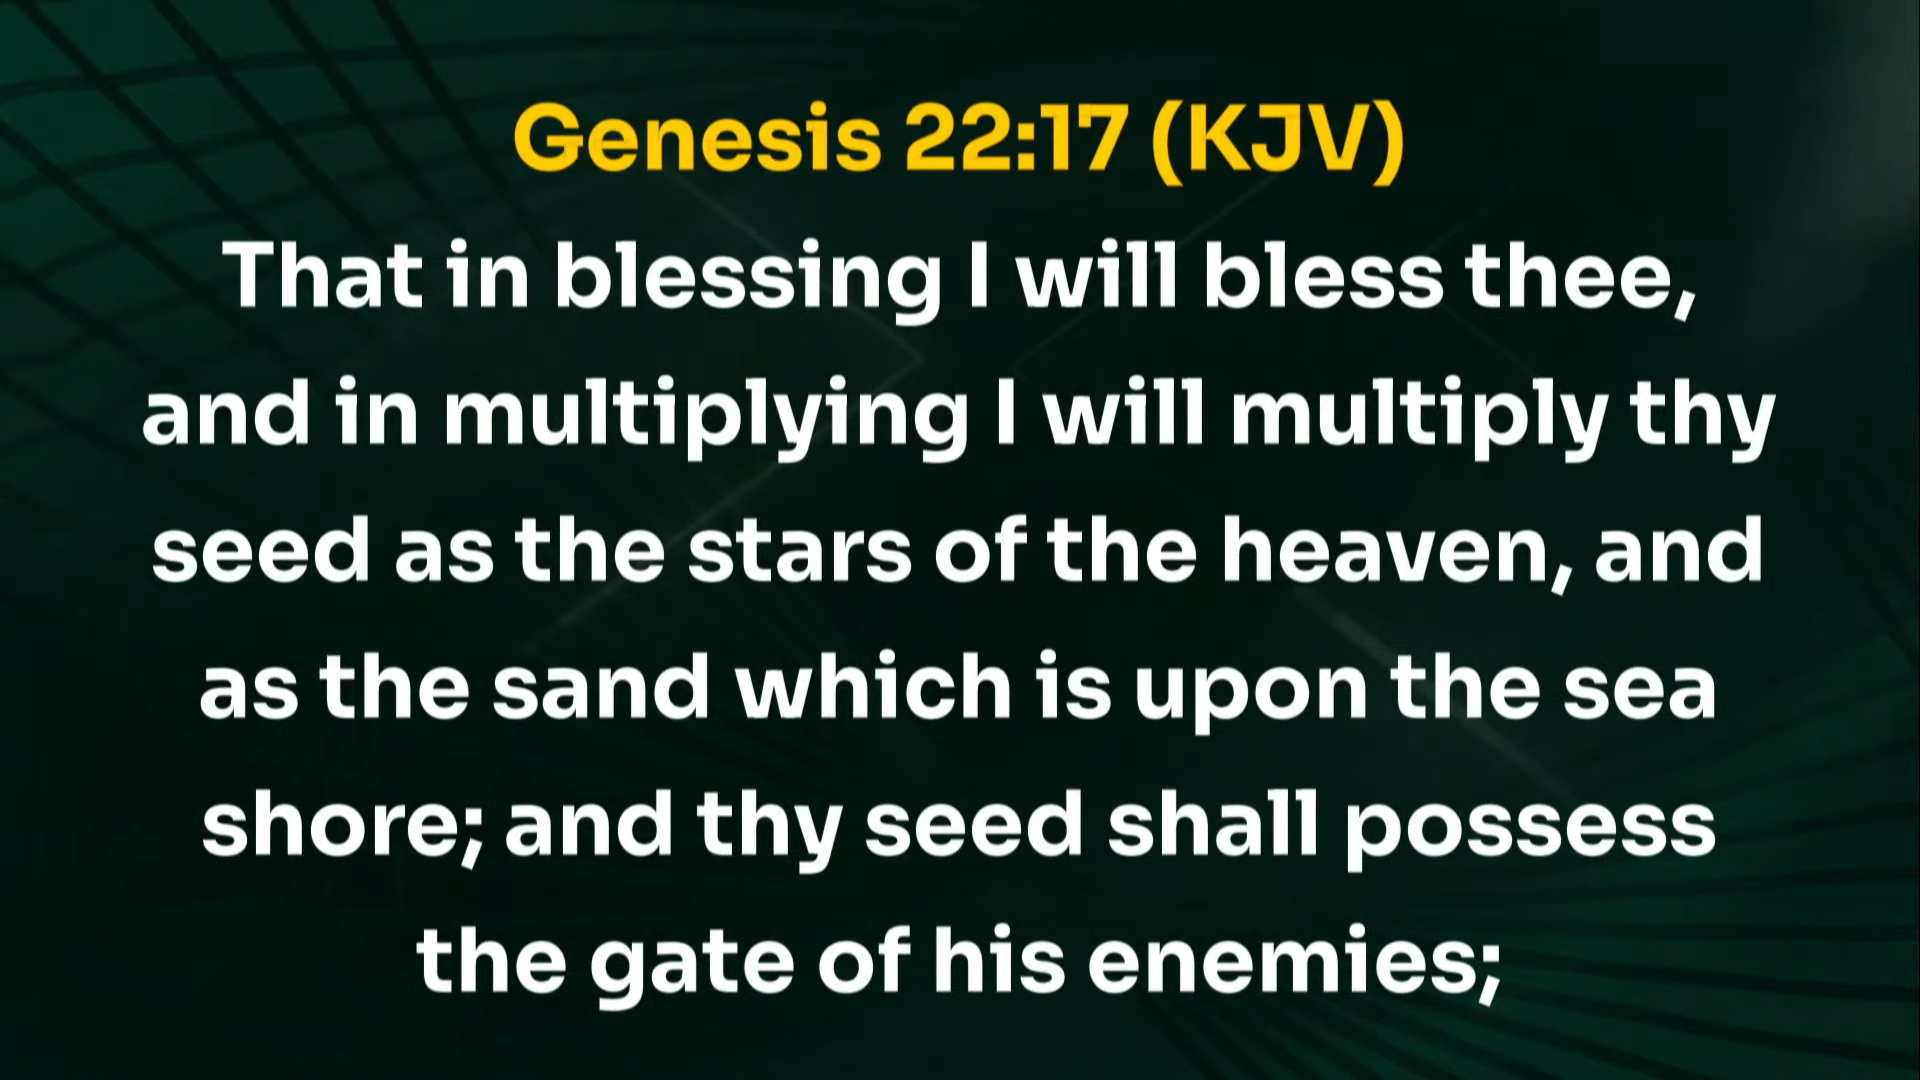 Genesis 22:17 (KJV)
That in blessing I will bless thee,
and in multiplying I will multiply thy
seed as the stars of the heaven, and
as the sand which is upon the sea
shore; and thy seed shall possess
the gate of his enemies;